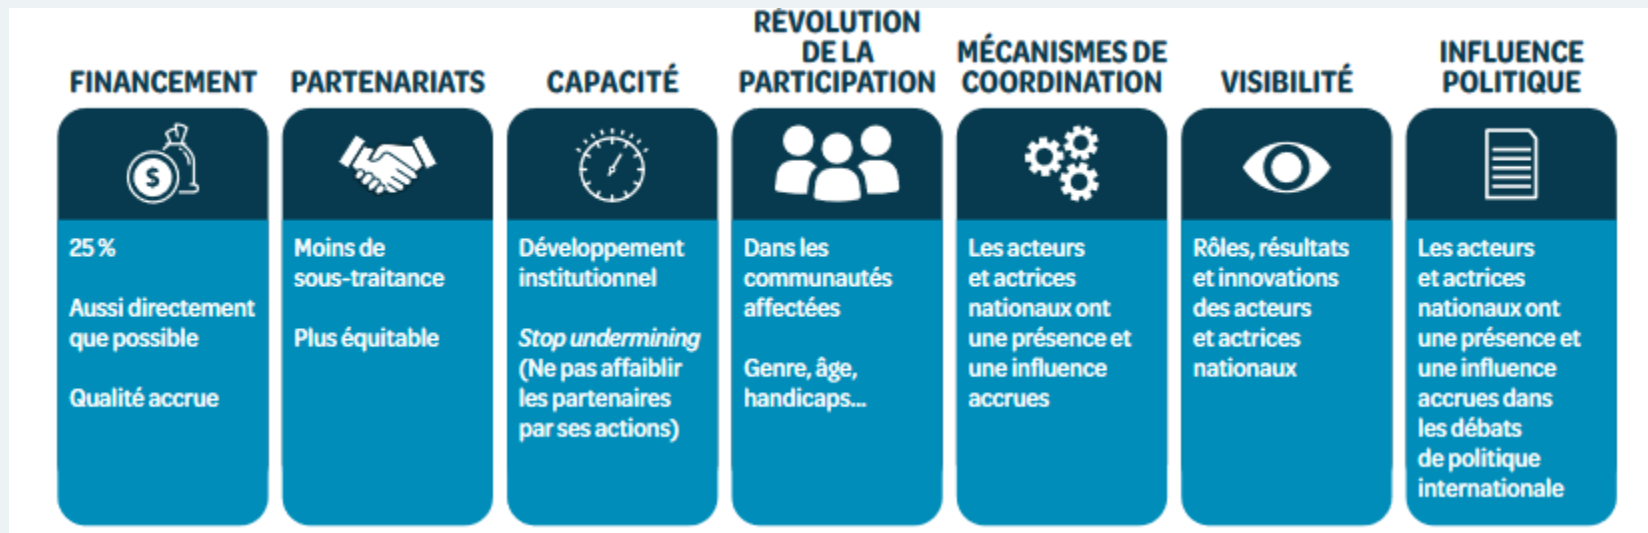 FINANCEMENT
25 %
Aussi directement
que possible
Qualité accrue
PARTENARIATS
Moins de
sous-traitance
Plus équitable
CAPACITÉ
Développement
institutionnel
Stop undermining
(Ne pas affaiblir
les partenaires
par ses actions)
RÉVOLUTION
DE LA
PARTICIPATION
Dans les
communautés
affectées
Genre, âge,
handicaps...
MÉCANISMES DE
COORDINATION
Les acteurs
et actrices
nationaux ont
une présence et
une influence
accrues
VISIBILITÉ
Rôles, résultats
et innovations
des acteurs
et actrices
nationaux
INFLUENCE
POLITIQUE
Les acteurs
et actrices
nationaux ont
une présence et
une influence
accrues dans
les débats
de politique
internationale
$